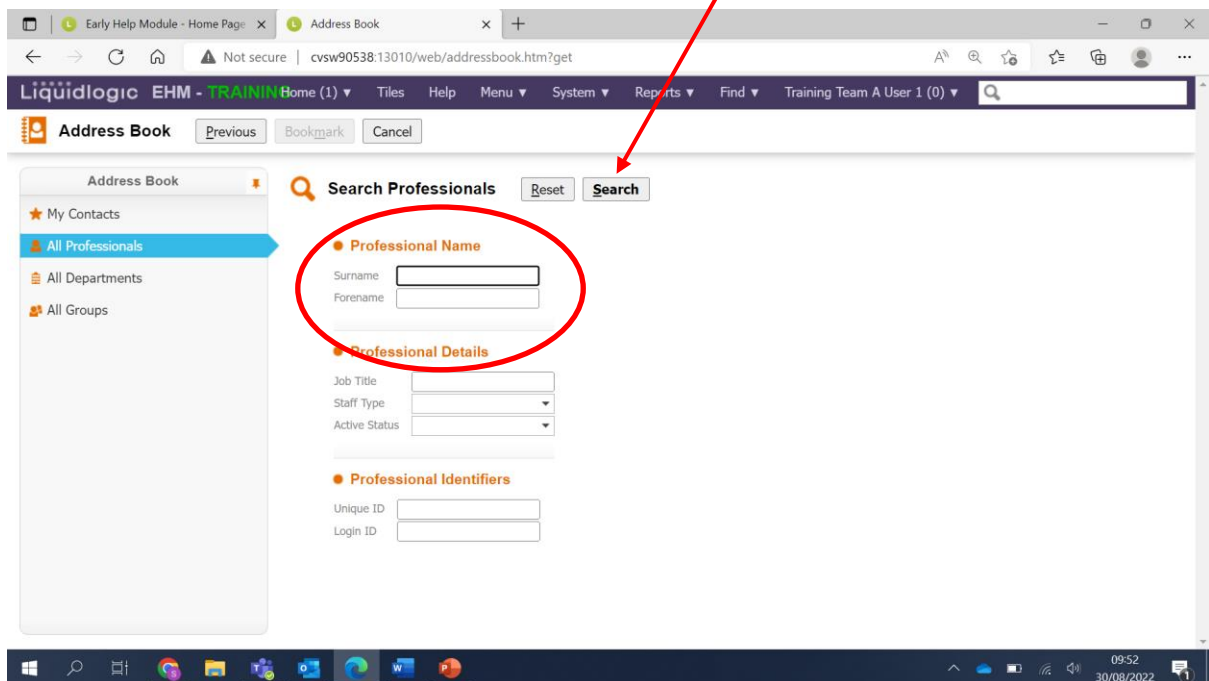 Early Help Module - Home Page
Address Book
Not secure | cvsw90538:13010/web/addressbook.htm?get
Liquidlogic EHM - TRAINING Home (1) Tiles Help Menu System Reports Find Training Team A User 1 (0)
Address Book Previous Bookmark Cancel
Address Book
My Contacts
All Professionals
All Departments
All Groups
Search Professionals Reset Search
Professional Name
Surname
Forename
Professional Details
Job Title
Staff Type
Active Status
Professional Identifiers
Unique ID
Login ID
09:52
30/08/2022